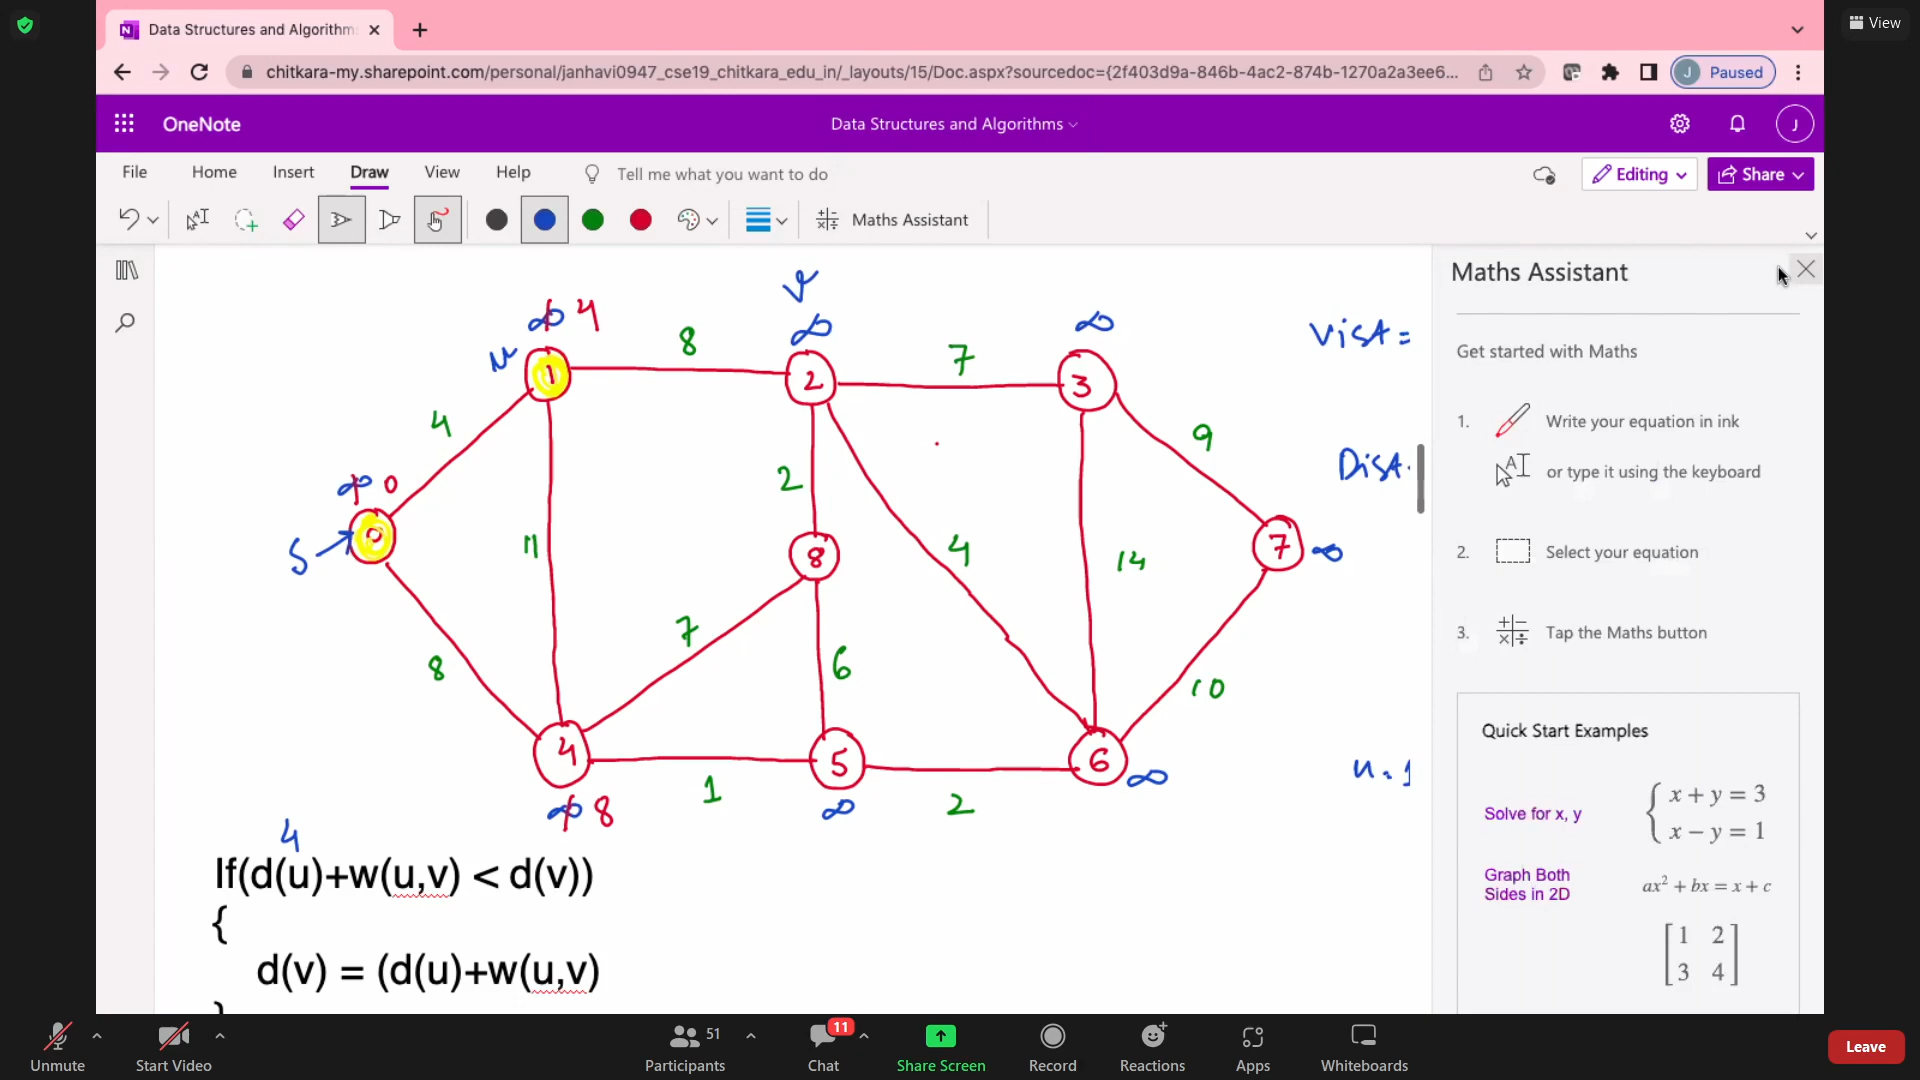 View
Data Structures and Algorithm
chitkara-my.sharepoint.com/personal/janhavi0947_cse19_chitkara_edu_in/_layouts/15/Doc.aspx?sourcedoc={2f403d9a-846b-4ac2-874b-1270a2a3ee6...
J Paused
OneNote
Data Structures and Algorithms
J
File Home Insert Draw View Help Tell me what you want to do
Editing Share
Maths Assistant
Maths Assistant
Get started with Maths
1. Write your equation in ink
or type it using the keyboard
2. Select your equation
3. Tap the Maths button
Quick Start Examples
Solve for x, y
x + y = 3
x − y = 1
Graph Both
Sides in 2D
ax² + bx = x + c
1 2
3 4
v
∞ 4
∞
∞
Vist =
u
8
7
1
2
3
9
4
Dist.
∞ 0
2
S
0
11
8
4
14
7
∞
7
6
8
10
4
5
6
∞
u. 1
∞ 8
1
∞
2
4
If(d(u)+w(u,v) < d(v))
{
d(v) = (d(u)+w(u,v)
}
Unmute
Start Video
51
Participants
11
Chat
Share Screen
Record
Reactions
Apps
Whiteboards
Leave